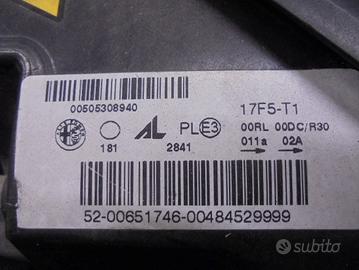 00505308940
17F5-T1
AL PL E3 00RL 00DC/R30
181 2841 011a 02A
52-00651746-00484529999
subito